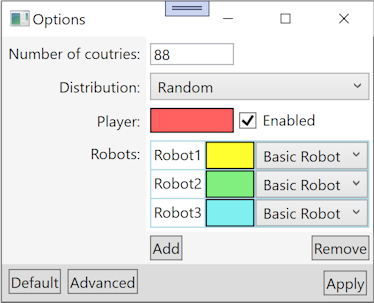 Options
Number of coutries: 88
Distribution: Random
Player: Enabled
Robots: Robot1 Basic Robot
Robot2 Basic Robot
Robot3 Basic Robot
Add Remove
Default Advanced Apply